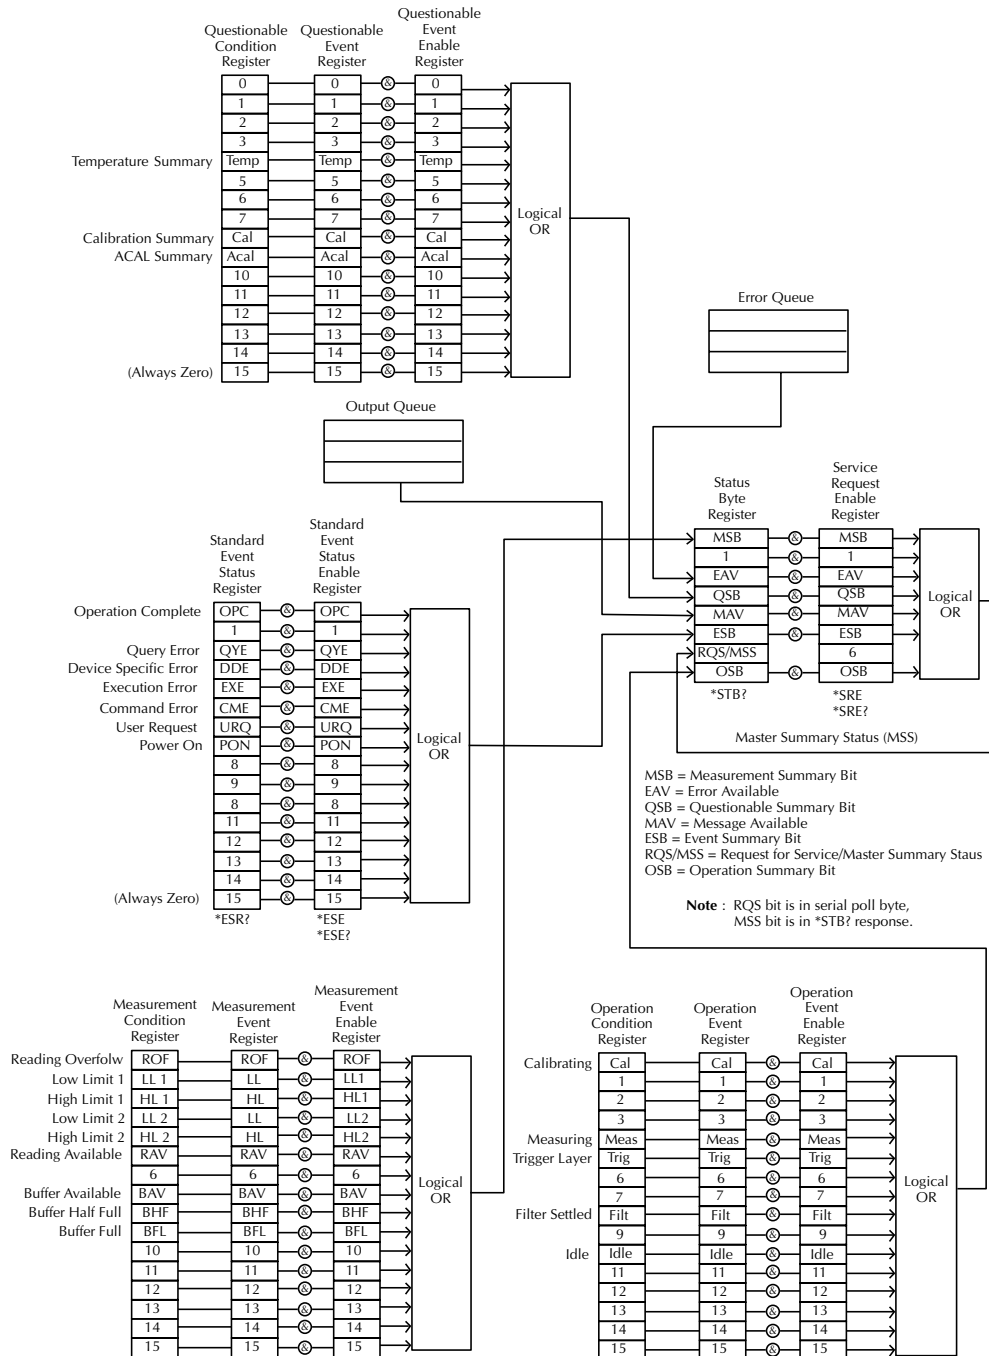 Questionable
Condition
Register
Questionable
Event
Register
Questionable
Event
Enable
Register
0 0 & 0
1 1 & 1
2 2 & 2
3 3 & 3
Temperature Summary Temp Temp & Temp
5 5 & 5
6 6 & 6
7 7 & 7
Calibration Summary Cal Cal & Cal
ACAL Summary Acal Acal & Acal
10 10 & 10
11 11 & 11
12 12 & 12
13 13 & 13
14 14 & 14
(Always Zero) 15 15 & 15
Logical
OR
Error Queue
Output Queue
Status
Byte
Register
Service
Request
Enable
Register
MSB & MSB
1 & 1
EAV & EAV
QSB & QSB
MAV & MAV
ESB & ESB
RQS/MSS 6
OSB & OSB
*STB?
*SRE
*SRE?
Logical
OR
Master Summary Status (MSS)
Standard
Event
Status
Register
Standard
Event
Status
Enable
Register
Operation Complete OPC & OPC
1 & 1
Query Error QYE & QYE
Device Specific Error DDE & DDE
Execution Error EXE & EXE
Command Error CME & CME
User Request URQ & URQ
Power On PON & PON
8 & 8
9 & 9
8 & 8
11 & 11
12 & 12
13 & 13
14 & 14
(Always Zero) 15 & 15
*ESR?
*ESE
*ESE?
Logical
OR
MSB = Measurement Summary Bit
EAV = Error Available
QSB = Questionable Summary Bit
MAV = Message Available
ESB = Event Summary Bit
RQS/MSS = Request for Service/Master Summary Staus
OSB = Operation Summary Bit
Note : RQS bit is in serial poll byte,
MSS bit is in *STB? response.
Measurement
Condition
Register
Measurement
Event
Register
Measurement
Event
Enable
Register
Reading Overfolw ROF ROF & ROF
Low Limit 1 LL 1 LL & LL1
High Limit 1 HL 1 HL & HL1
Low Limit 2 LL 2 LL & LL2
High Limit 2 HL 2 HL & HL2
Reading Available RAV RAV & RAV
6 6 & 6
Buffer Available BAV BAV & BAV
Buffer Half Full BHF BHF & BHF
Buffer Full BFL BFL & BFL
10 10 & 10
11 11 & 11
12 12 & 12
13 13 & 13
14 14 & 14
15 15 & 15
Logical
OR
Operation
Condition
Register
Operation
Event
Register
Operation
Event
Enable
Register
Calibrating Cal Cal & Cal
1 1 & 1
2 2 & 2
3 3 & 3
Measuring Meas Meas & Meas
Trigger Layer Trig Trig & Trig
6 6 & 6
7 7 & 7
Filter Settled Filt Filt & Filt
9 9 & 9
Idle Idle Idle & Idle
11 11 & 11
12 12 & 12
13 13 & 13
14 14 & 14
15 15 & 15
Logical
OR